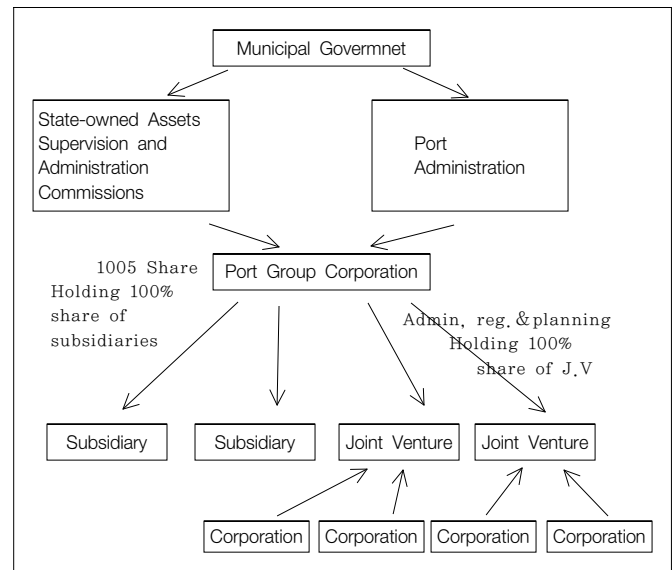 Municipal Govermnet
State-owned Assets
Supervision and
Administration
Commissions
Port
Administration
1005 Share
Holding 100%
share of
subsidiaries
Port Group Corporation
Admin, reg.&planning
Holding 100%
share of J.V
Subsidiary
Subsidiary
Joint Venture
Joint Venture
Corporation
Corporation
Corporation
Corporation